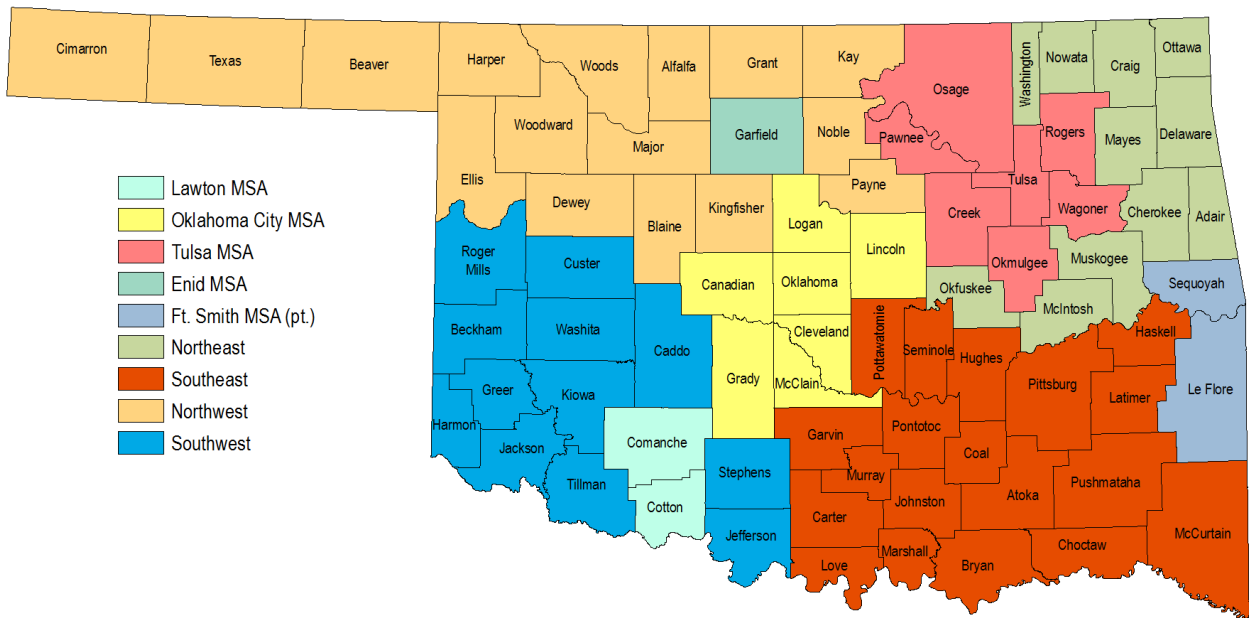 Cimarron
Texas
Beaver
Harper
Woods
Alfalfa
Grant
Kay
Osage
Washington
Nowata
Craig
Ottawa
Woodward
Major
Garfield
Noble
Pawnee
Rogers
Mayes
Delaware
Ellis
Dewey
Blaine
Kingfisher
Logan
Payne
Creek
Tulsa
Wagoner
Cherokee
Adair
Lincoln
Roger
Mills
Custer
Canadian
Oklahoma
Okfuskee
Okmulgee
Muskogee
McIntosh
Sequoyah
Beckham
Washita
Caddo
Grady
Cleveland
McClain
Pottawatomie
Seminole
Hughes
Pittsburg
Haskell
Latimer
Le Flore
Harmon
Greer
Kiowa
Jackson
Tillman
Comanche
Cotton
Stephens
Jefferson
Garvin
Murray
Pontotoc
Coal
Carter
Johnston
Atoka
Pushmataha
Love
Marshall
Bryan
Choctaw
McCurtain
Lawton MSA
Oklahoma City MSA
Tulsa MSA
Enid MSA
Ft. Smith MSA (pt.)
Northeast
Southeast
Northwest
Southwest